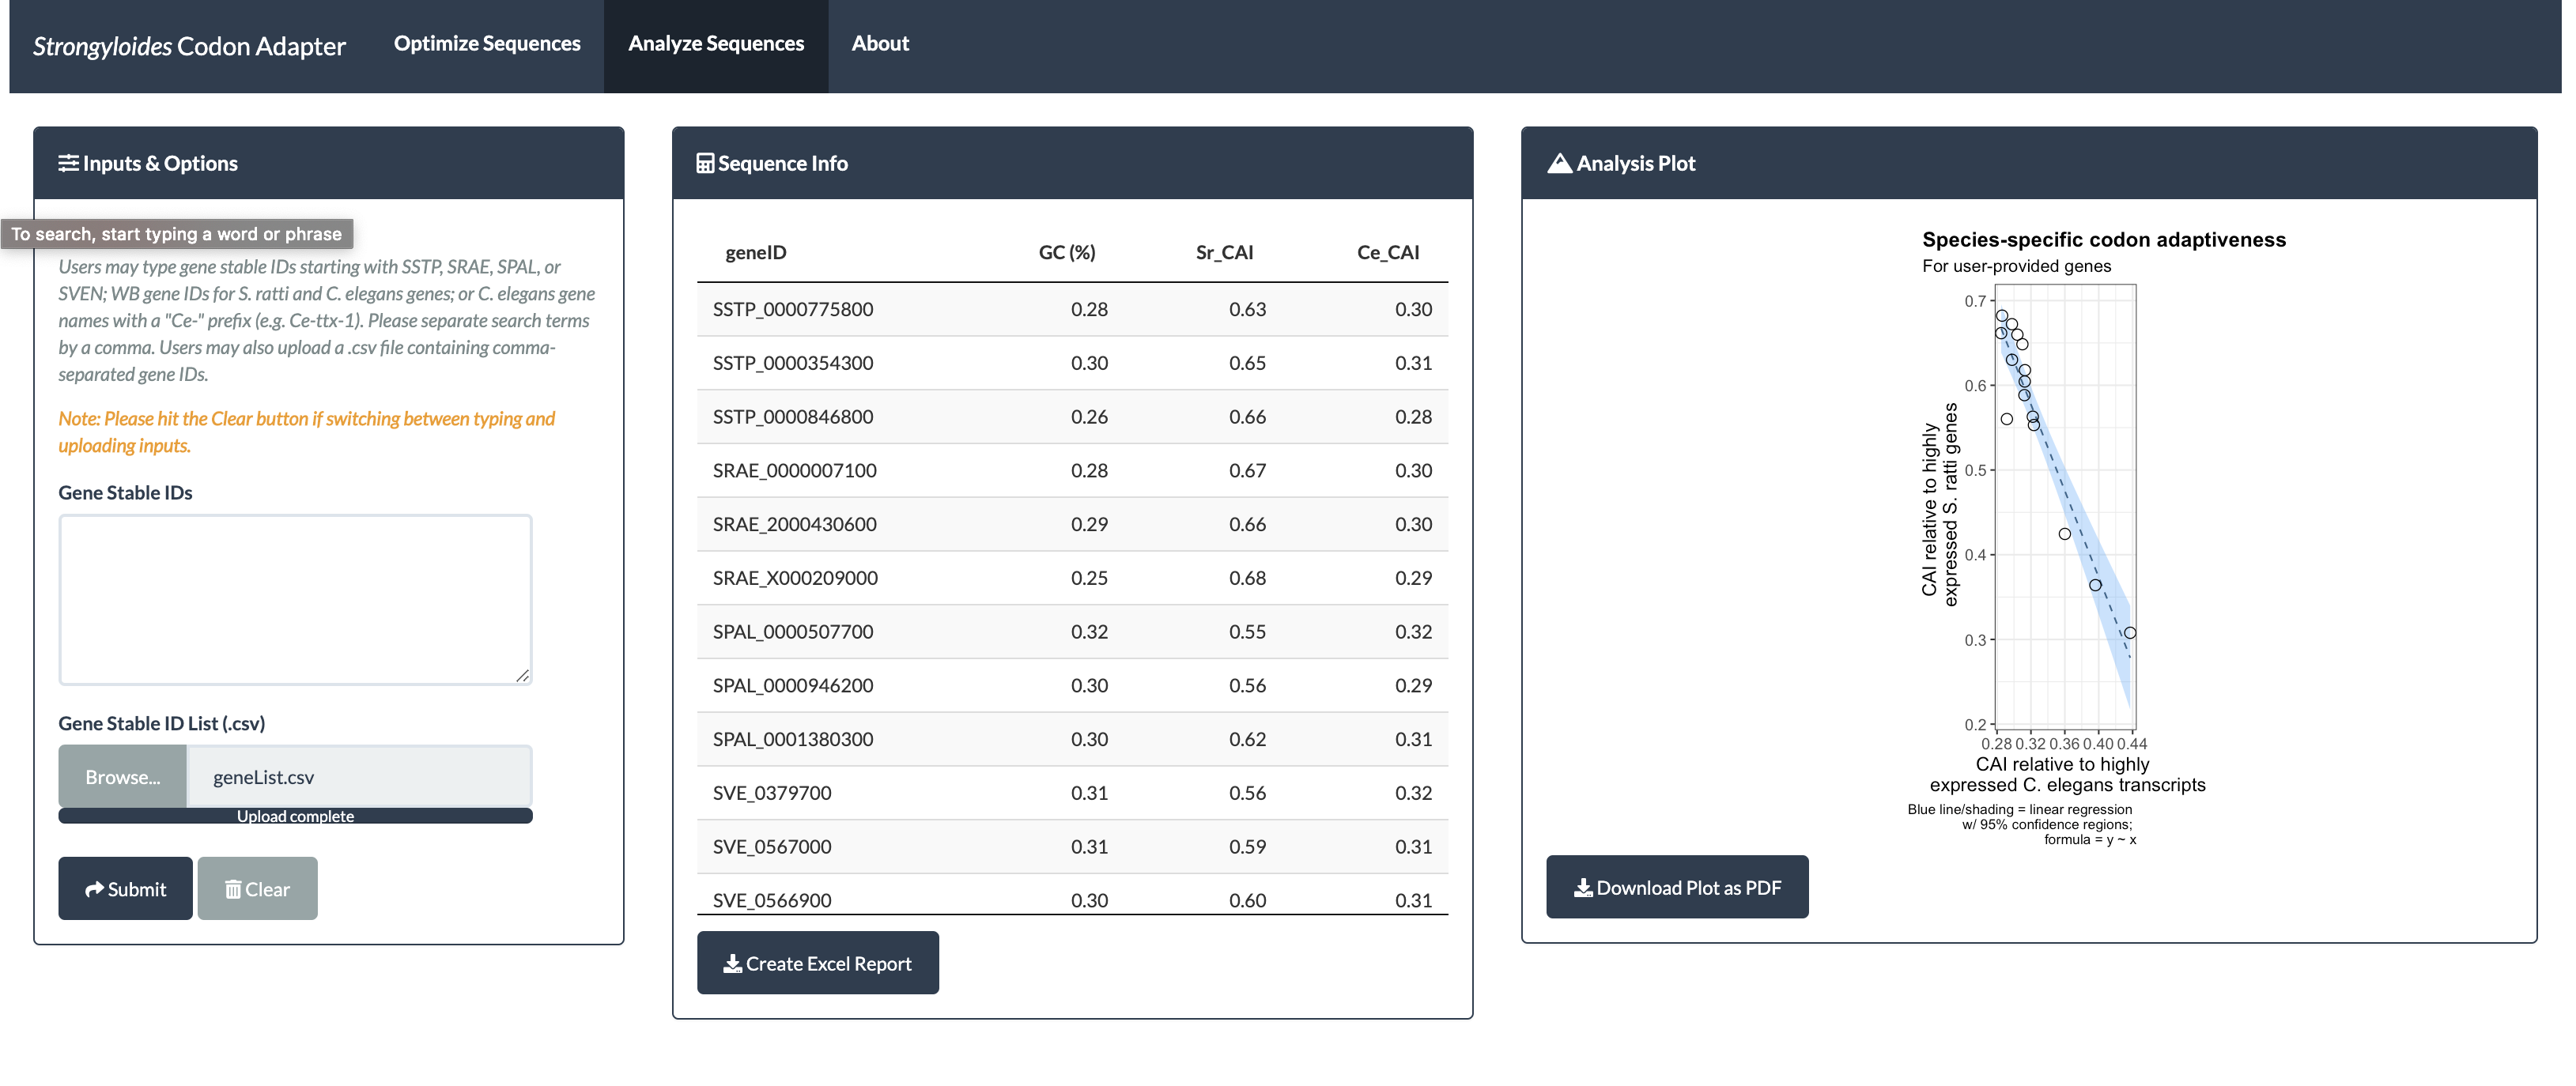 Strongyloides Codon Adapter Optimize Sequences Analyze Sequences About
Inputs & Options
To search, start typing a word or phrase
Users may type gene stable IDs starting with SSTP, SRAE, SPAL, or
SVEN; WB gene IDs for S. ratti and C. elegans genes; or C. elegans gene
names with a "Ce-" prefix (e.g. Ce-ttx-1). Please separate search terms
by a comma. Users may also upload a .csv file containing comma-
separated gene IDs.
Note: Please hit the Clear button if switching between typing and
uploading inputs.
Gene Stable IDs
Gene Stable ID List (.csv)
Browse... geneList.csv
Upload complete
Submit Clear
Sequence Info
geneID GC (%) Sr_CAI Ce_CAI
SSTP_0000775800 0.28 0.63 0.30
SSTP_0000354300 0.30 0.65 0.31
SSTP_0000846800 0.26 0.66 0.28
SRAE_0000007100 0.28 0.67 0.30
SRAE_2000430600 0.29 0.66 0.30
SRAE_X000209000 0.25 0.68 0.29
SPAL_0000507700 0.32 0.55 0.32
SPAL_0000946200 0.30 0.56 0.29
SPAL_0001380300 0.30 0.62 0.31
SVE_0379700 0.31 0.56 0.32
SVE_0567000 0.31 0.59 0.31
SVE_0566900 0.30 0.60 0.31
Create Excel Report
Analysis Plot
Species-specific codon adaptiveness
For user-provided genes
CAI relative to highly
expressed S. ratti genes
0.7
0.6
0.5
0.4
0.3
0.2
0.28 0.32 0.36 0.40 0.44
CAI relative to highly
expressed C. elegans transcripts
Blue line/shading = linear regression
w/ 95% confidence regions;
formula = y ~ x
Download Plot as PDF